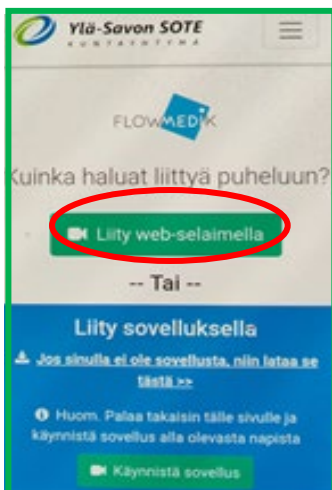 Ylä-Savon SOTE
KUNTAYHTYMÄ
FLOWMEDIK
Kuinka haluat liittyä puheluun?
Liity web-selaimella
-- Tai --
Liity sovelluksella
Jos sinulla ei ole sovellusta, niin lataa se
tästä >>
Huom. Palaa takaisin tälle sivulle ja
käynnistä sovellus alla olevasta napista
Käynnistä sovellus